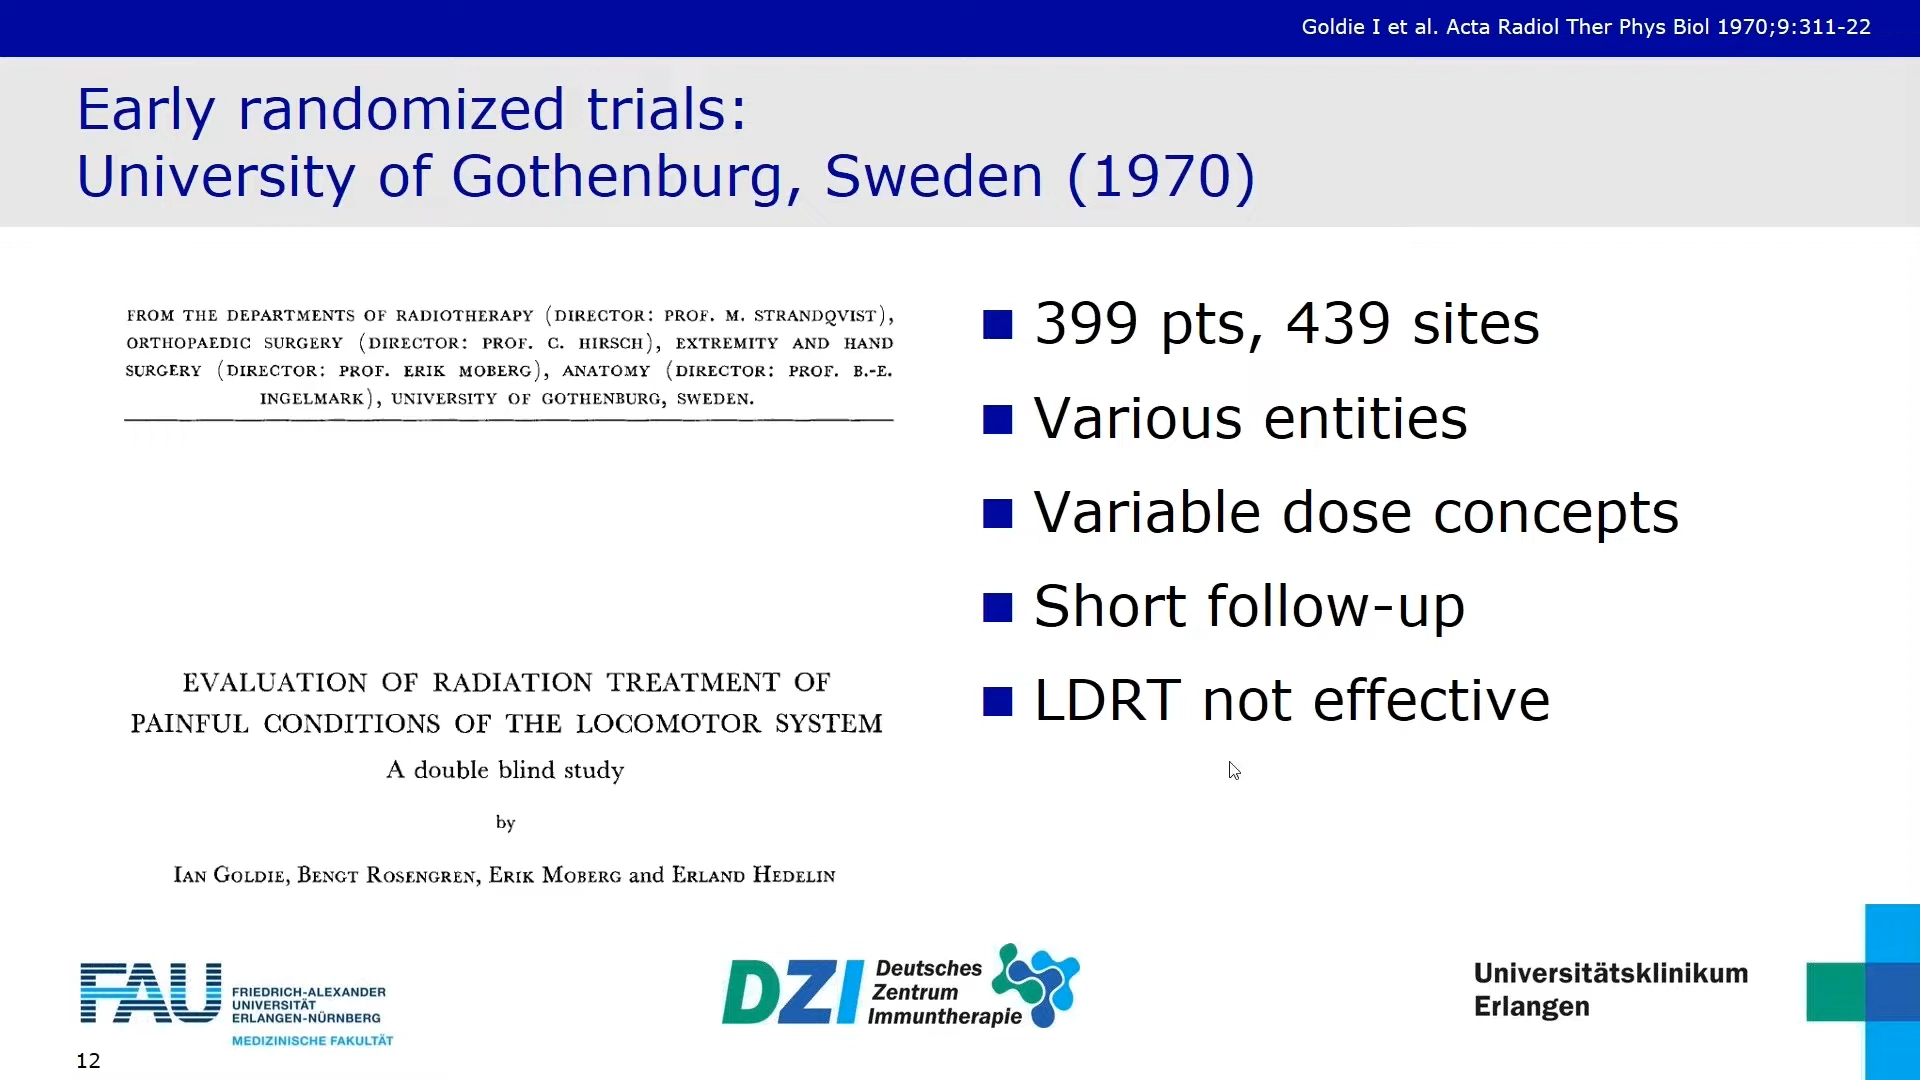 Goldie I et al. Acta Radiol Ther Phys Biol 1970;9:311-22
Early randomized trials:
University of Gothenburg, Sweden (1970)
FROM THE DEPARTMENTS OF RADIOTHERAPY (DIRECTOR: PROF. M. STRANDQVIST),
ORTHOPAEDIC SURGERY (DIRECTOR: PROF. C. HIRSCH), EXTREMITY AND HAND
SURGERY (DIRECTOR: PROF. ERIK MOBERG), ANATOMY (DIRECTOR: PROF. B.-E.
INGELMARK), UNIVERSITY OF GOTHENBURG, SWEDEN.
EVALUATION OF RADIATION TREATMENT OF
PAINFUL CONDITIONS OF THE LOCOMOTOR SYSTEM
A double blind study
by
IAN GOLDIE, BENGT ROSENGREN, ERIK MOBERG and ERLAND HEDELIN
399 pts, 439 sites
Various entities
Variable dose concepts
Short follow-up
LDRT not effective
FAU
FRIEDRICH-ALEXANDER
UNIVERSITÄT
ERLANGEN-NÜRNBERG
MEDIZINISCHE FAKULTÄT
DZI
Deutsches
Zentrum
Immuntherapie
Universitätsklinikum
Erlangen
12